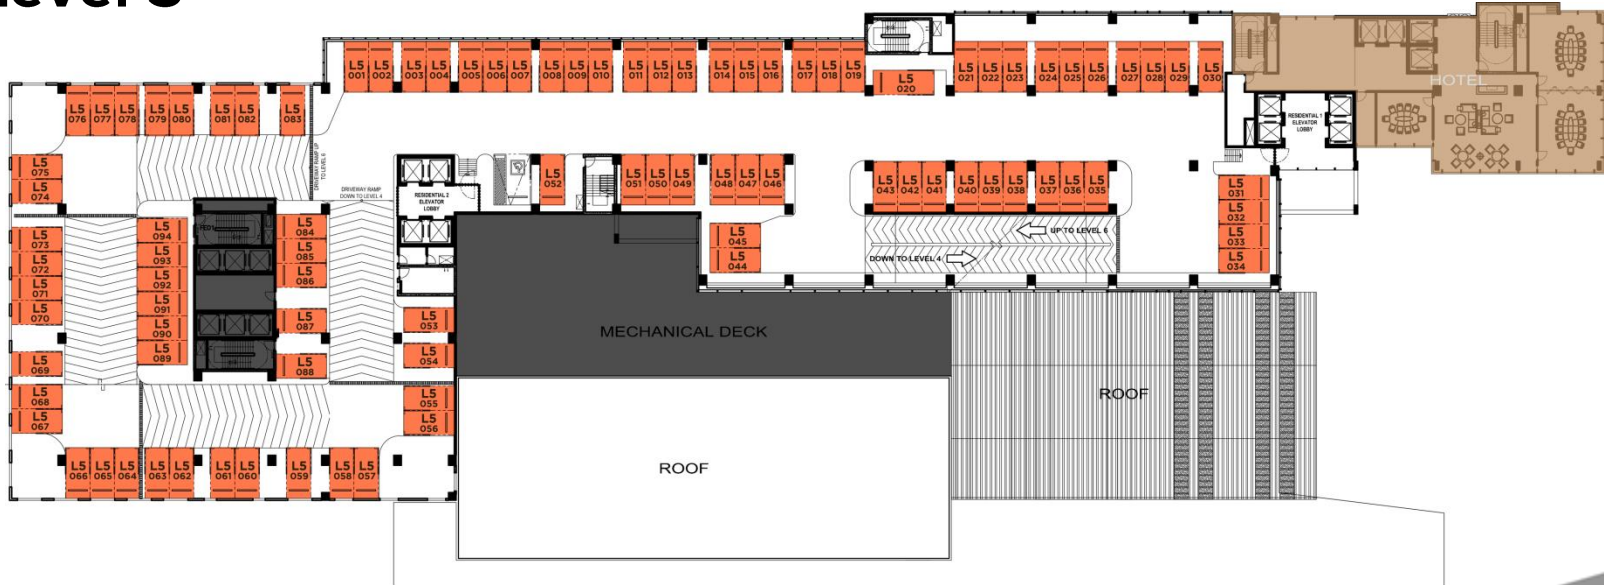 L5 001 L5 002 L5 003 L5 004 L5 005 L5 006 L5 007 L5 008 L5 009 L5 010 L5 011 L5 012 L5 013 L5 014 L5 015 L5 016 L5 017 L5 018 L5 019
L5 020
L5 021 L5 022 L5 023 L5 024 L5 025 L5 026 L5 027 L5 028 L5 029 L5 030
HOTEL
RESIDENTIAL 1
ELEVATOR
LOBBY
L5 076 L5 077 L5 078 L5 079 L5 080 L5 081 L5 082 L5 083
DRIVEWAY RAMP UP
TO LEVEL 6
L5 075
L5 074
DRIVEWAY RAMP
DOWN TO LEVEL 4
RESIDENTIAL 2
ELEVATOR
LOBBY
L5 052 L5 051 L5 050 L5 049 L5 048 L5 047 L5 046
L5 043 L5 042 L5 041 L5 040 L5 039 L5 038 L5 037 L5 036 L5 035
L5 031
L5 032
L5 033
L5 034
L5 045
L5 044
UP TO LEVEL 6
DOWN TO LEVEL 4
L5 073
L5 072
L5 071
L5 070
L5 069
L5 068
L5 067
L5 094
L5 093
L5 092
L5 091
L5 090
L5 089
L5 084
L5 085
L5 086
L5 087
L5 088
L5 053
L5 054
L5 055
L5 056
MECHANICAL DECK
ROOF
ROOF
L5 066 L5 065 L5 064 L5 063 L5 062 L5 061 L5 060 L5 059 L5 058 L5 057